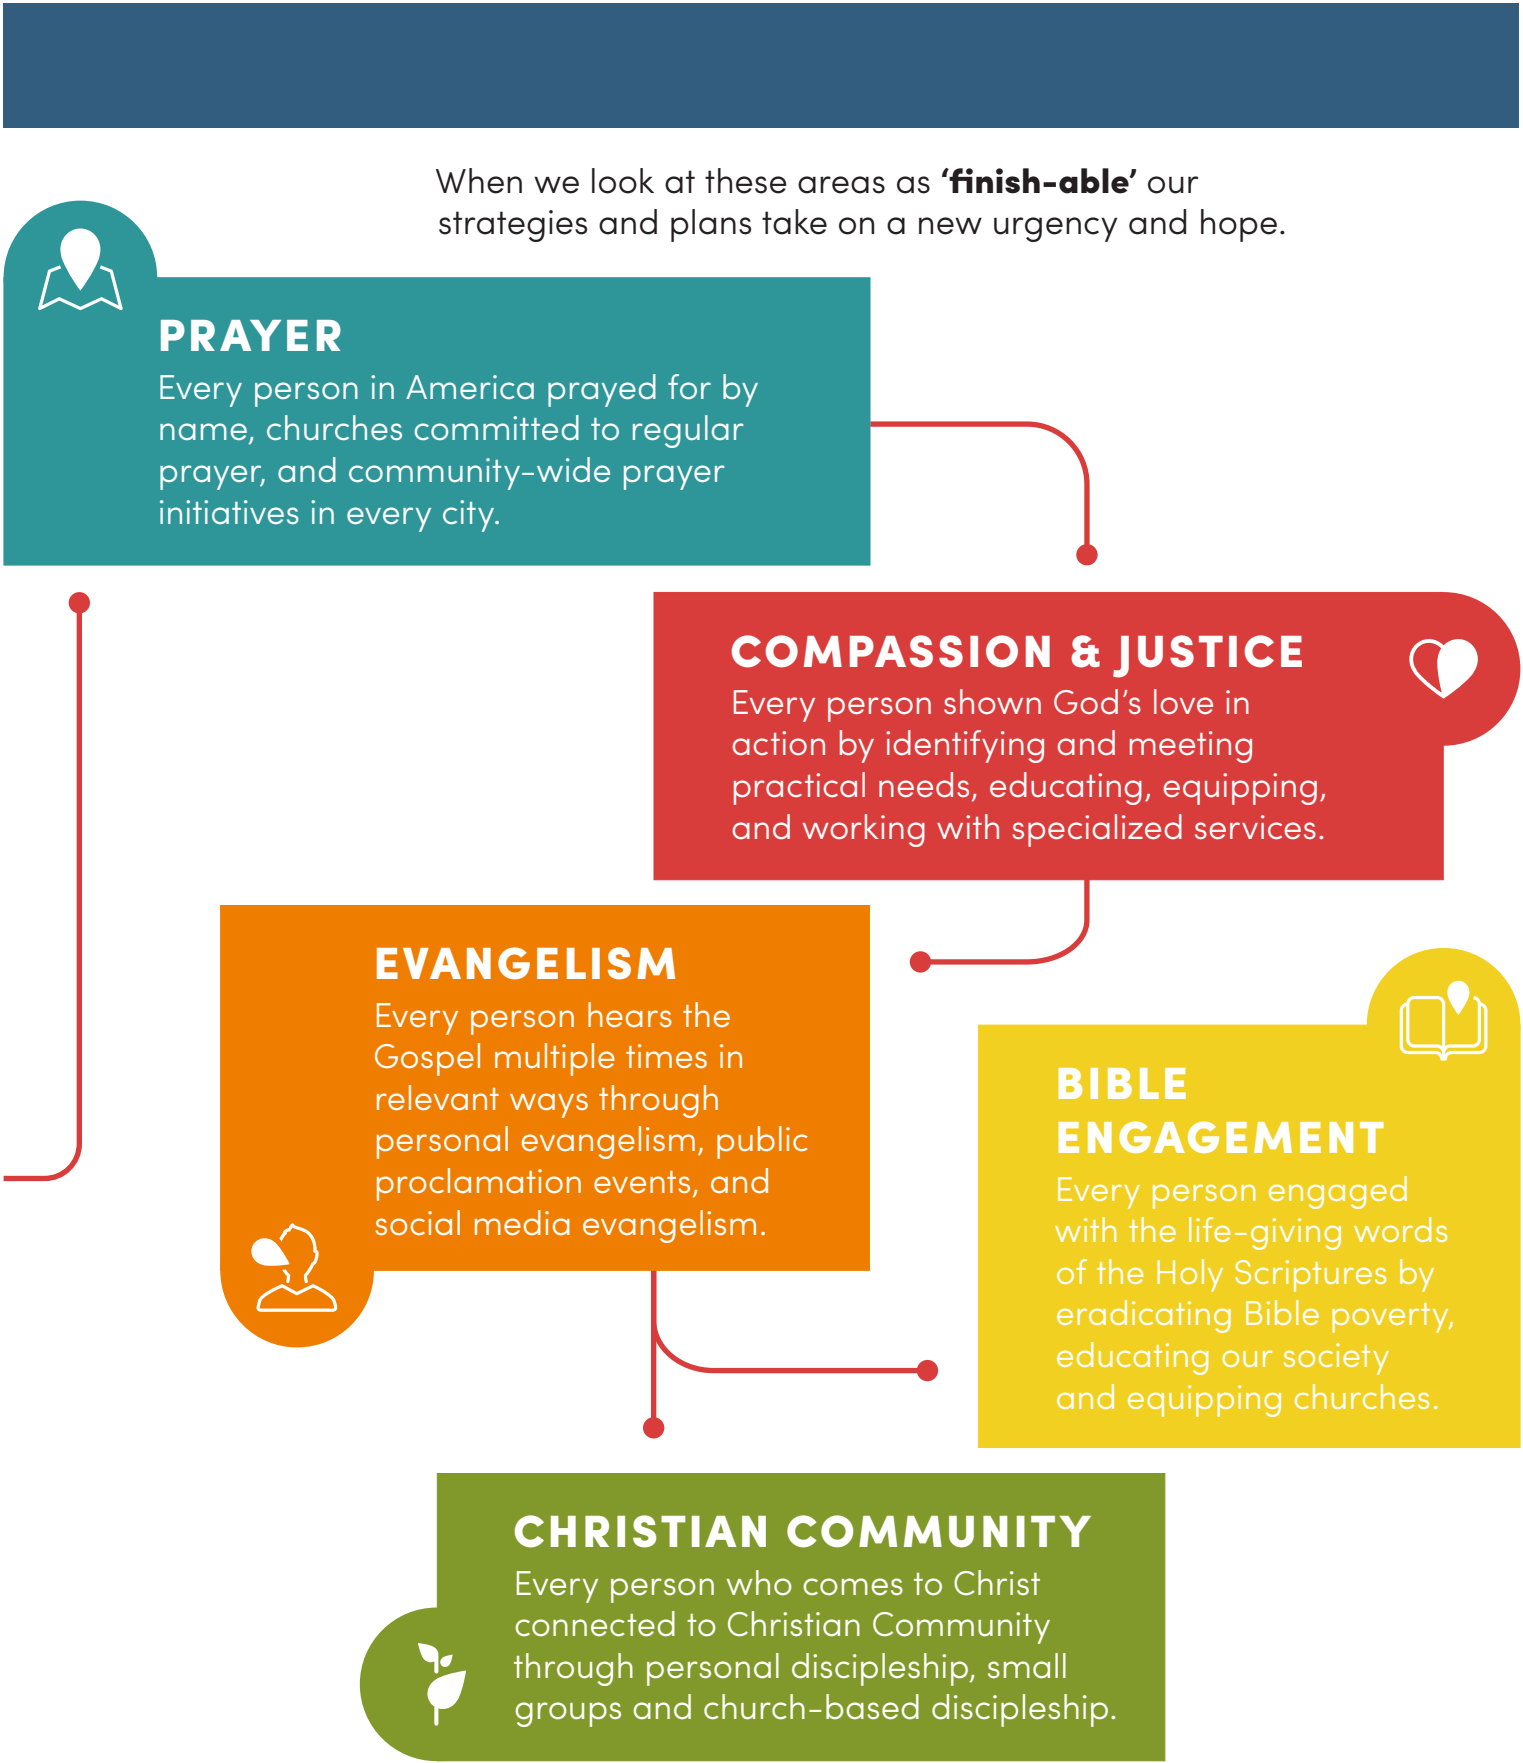 When we look at these areas as ‘finish-able’ our
strategies and plans take on a new urgency and hope.
PRAYER
Every person in America prayed for by
name, churches committed to regular
prayer, and community-wide prayer
initiatives in every city.
COMPASSION & JUSTICE
Every person shown God’s love in
action by identifying and meeting
practical needs, educating, equipping,
and working with specialized services.
EVANGELISM
Every person hears the
Gospel multiple times in
relevant ways through
personal evangelism, public
proclamation events, and
social media evangelism.
BIBLE
ENGAGEMENT
Every person engaged
with the life-giving words
of the Holy Scriptures by
eradicating Bible poverty,
educating our society
and equipping churches.
CHRISTIAN COMMUNITY
Every person who comes to Christ
connected to Christian Community
through personal discipleship, small
groups and church-based discipleship.